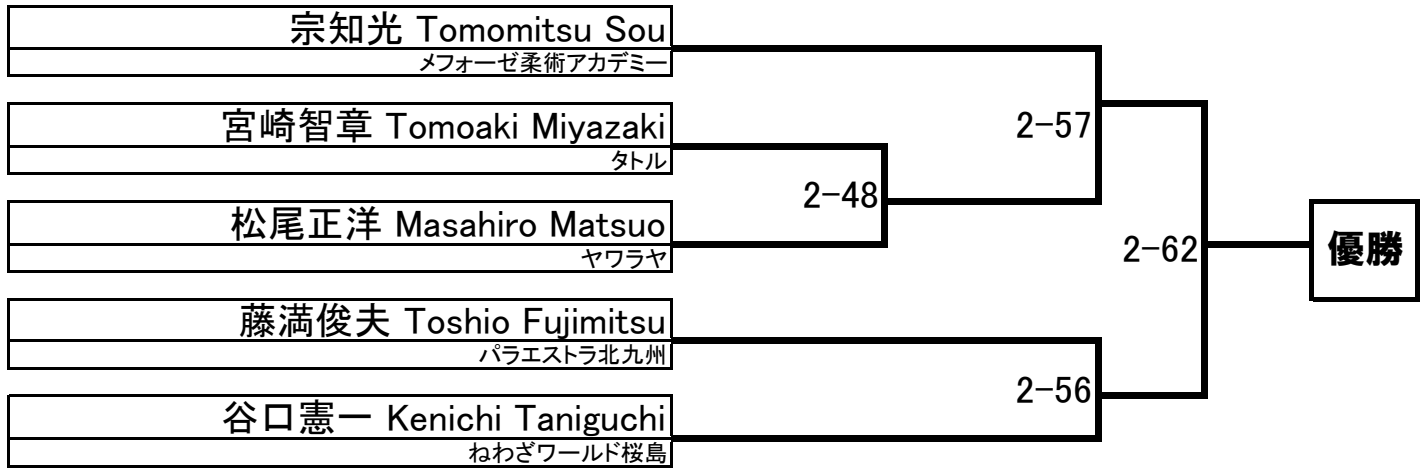 宗知光 Tomomitsu Sou
メフォーゼ柔術アカデミー
宮崎智章 Tomoaki Miyazaki
タトル
2-57
2-48
松尾正洋 Masahiro Matsuo
ヤワラヤ
2-62
優勝
藤満俊夫 Toshio Fujimitsu
パラエストラ北九州
2-56
谷口憲一 Kenichi Taniguchi
ねわざワールド桜島